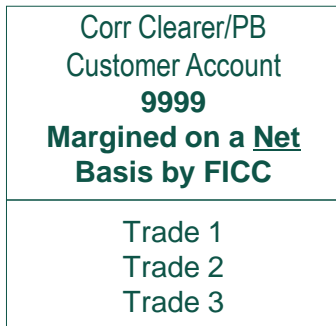 Corr Clearer/PB
Customer Account
9999
Margined on a Net
Basis by FICC
Trade 1
Trade 2
Trade 3